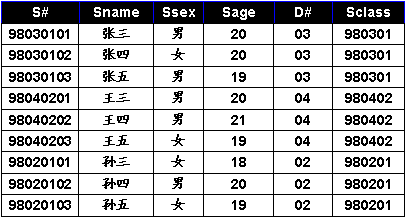 S# Sname Ssex Sage D# Sclass
98030101 张三 男 20 03 980301
98030102 张四 女 20 03 980301
98030103 张五 男 19 03 980301
98040201 王三 男 20 04 980402
98040202 王四 男 21 04 980402
98040203 王五 女 19 04 980402
98020101 孙三 女 18 02 980201
98020102 孙四 男 20 02 980201
98020103 孙五 女 19 02 980201